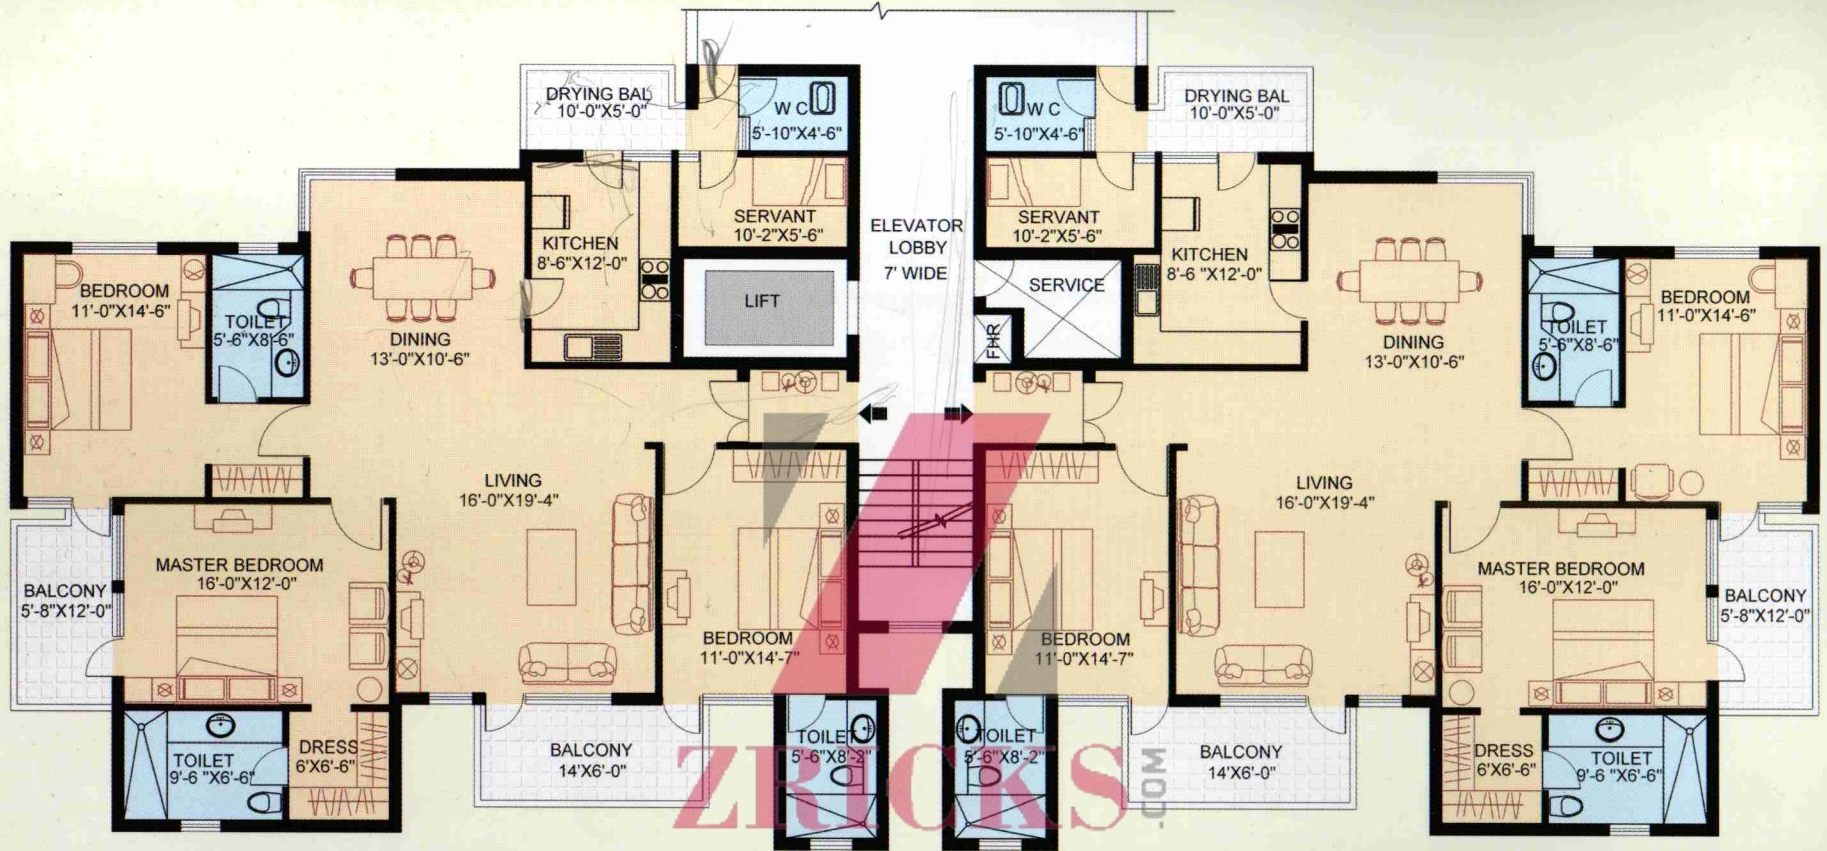 DRYING BAL
10'-0"X5'-0"
W C
5'-10"X4'-6"
W C
5'-10"X4'-6"
DRYING BAL
10'-0"X5'-0"
SERVANT
10'-2"X5'-6"
KITCHEN
8'-6"X12'-0"
ELEVATOR
LOBBY
7' WIDE
SERVANT
10'-2"X5'-6"
KITCHEN
8'-6 "X12'-0"
LIFT
SERVICE
FHR
BEDROOM
11'-0"X14'-6"
TOILET
5'-6"X8'-6"
DINING
13'-0"X10'-6"
DINING
13'-0"X10'-6"
TOILET
5'-6"X8'-6"
BEDROOM
11'-0"X14'-6"
LIVING
16'-0"X19'-4"
LIVING
16'-0"X19'-4"
MASTER BEDROOM
16'-0"X12'-0"
BALCONY
5'-8"X12'-0"
BEDROOM
11'-0"X14'-7"
BEDROOM
11'-0"X14'-7"
MASTER BEDROOM
16'-0"X12'-0"
BALCONY
5'-8"X12'-0"
TOILET
9'-6 "X6'-6"
DRESS
6'X6'-6"
BALCONY
14'X6'-0"
TOILET
5'-6"X8'-2"
TOILET
5'-6"X8'-2"
BALCONY
14'X6'-0"
DRESS
6'X6'-6"
TOILET
9'-6 "X6'-6"
ZRICKS.COM